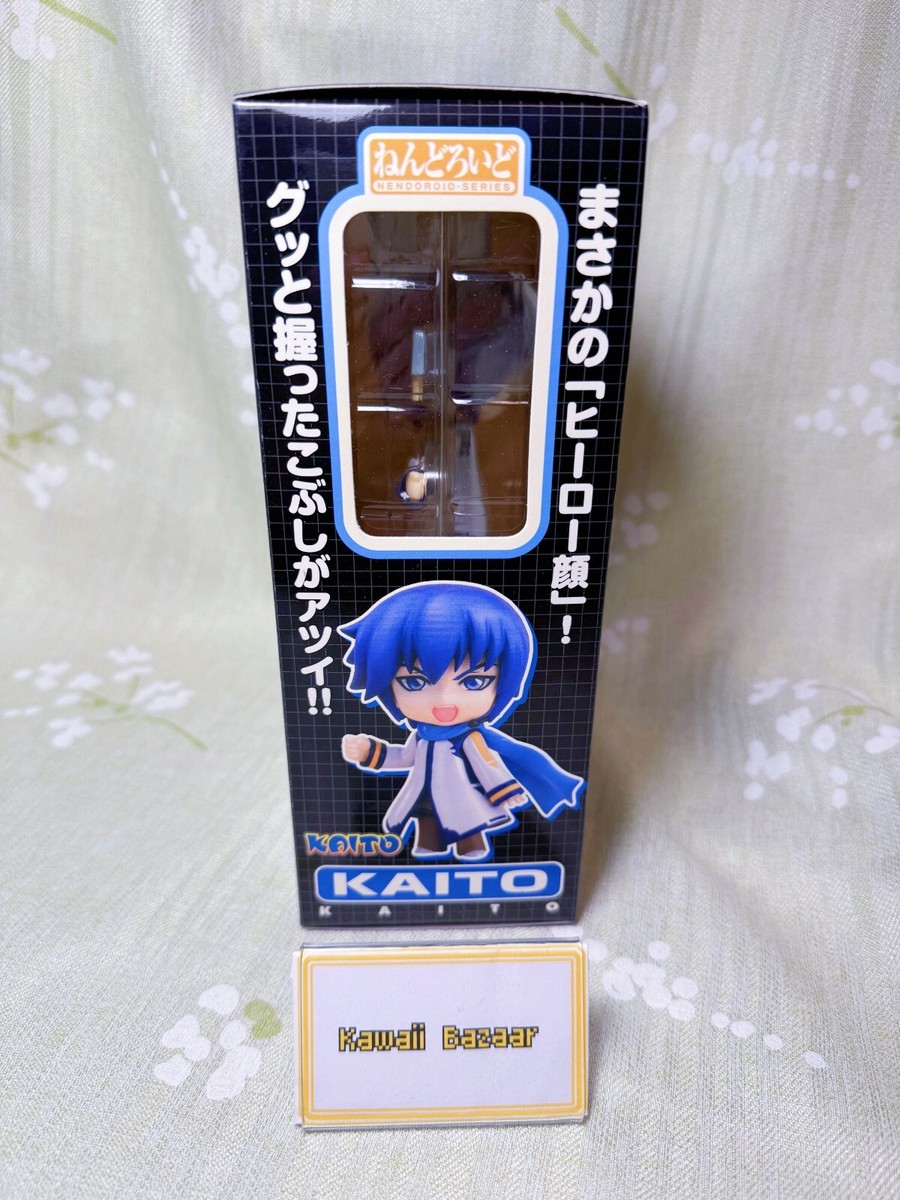 ねんどろいど
NENDOROID-SERIES
まさかの「ヒーロー顔」！
グッと握ったこぶしがアツイ!!
KAITO
KAITO
KAITO
Kawaii Bazaar